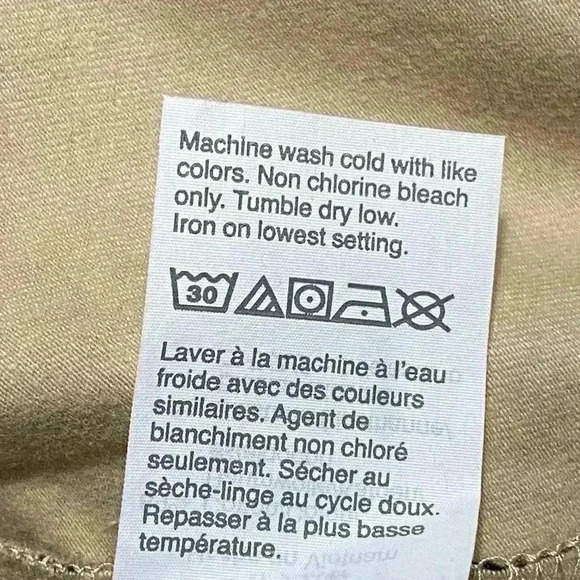 Machine wash cold with like
colors. Non chlorine bleach
only. Tumble dry low.
Iron on lowest setting.
30
Laver à la machine à l'eau
froide avec des couleurs
similaires. Agent de
blanchiment non chloré
seulement. Sécher au
sèche-linge au cycle doux.
Repasser à la plus basse
température.